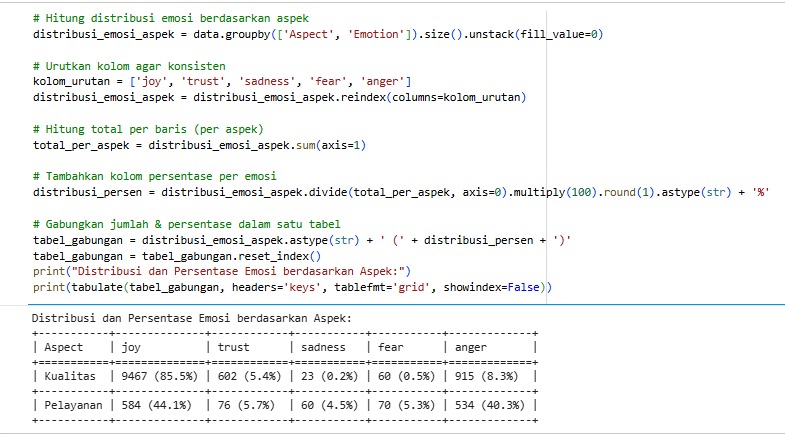 # Hitung distribusi emosi berdasarkan aspek
distribusi_emosi_aspek = data.groupby(['Aspect', 'Emotion']).size().unstack(fill_value=0)

# Urutkan kolom agar konsisten
kolom_urutan = ['joy', 'trust', 'sadness', 'fear', 'anger']
distribusi_emosi_aspek = distribusi_emosi_aspek.reindex(columns=kolom_urutan)

# Hitung total per baris (per aspek)
total_per_aspek = distribusi_emosi_aspek.sum(axis=1)

# Tambahkan kolom persentase per emosi
distribusi_persen = distribusi_emosi_aspek.divide(total_per_aspek, axis=0).multiply(100).round(1).astype(str) + '%'

# Gabungkan jumlah & persentase dalam satu tabel
tabel_gabungan = distribusi_emosi_aspek.astype(str) + ' (' + distribusi_persen + ')'
tabel_gabungan = tabel_gabungan.reset_index()
print("Distribusi dan Persentase Emosi berdasarkan Aspek:")
print(tabulate(tabel_gabungan, headers='keys', tablefmt='grid', showindex=False))

Distribusi dan Persentase Emosi berdasarkan Aspek:
+-----------+--------------+------------+-----------+-----------+-------------+
| Aspect    | joy          | trust      | sadness   | fear      | anger       |
+===========+==============+============+===========+===========+=============+
| Kualitas  | 9467 (85.5%) | 602 (5.4%) | 23 (0.2%) | 60 (0.5%) | 915 (8.3%)  |
+-----------+--------------+------------+-----------+-----------+-------------+
| Pelayanan | 584 (44.1%)  | 76 (5.7%)  | 60 (4.5%) | 70 (5.3%) | 534 (40.3%) |
+-----------+--------------+------------+-----------+-----------+-------------+